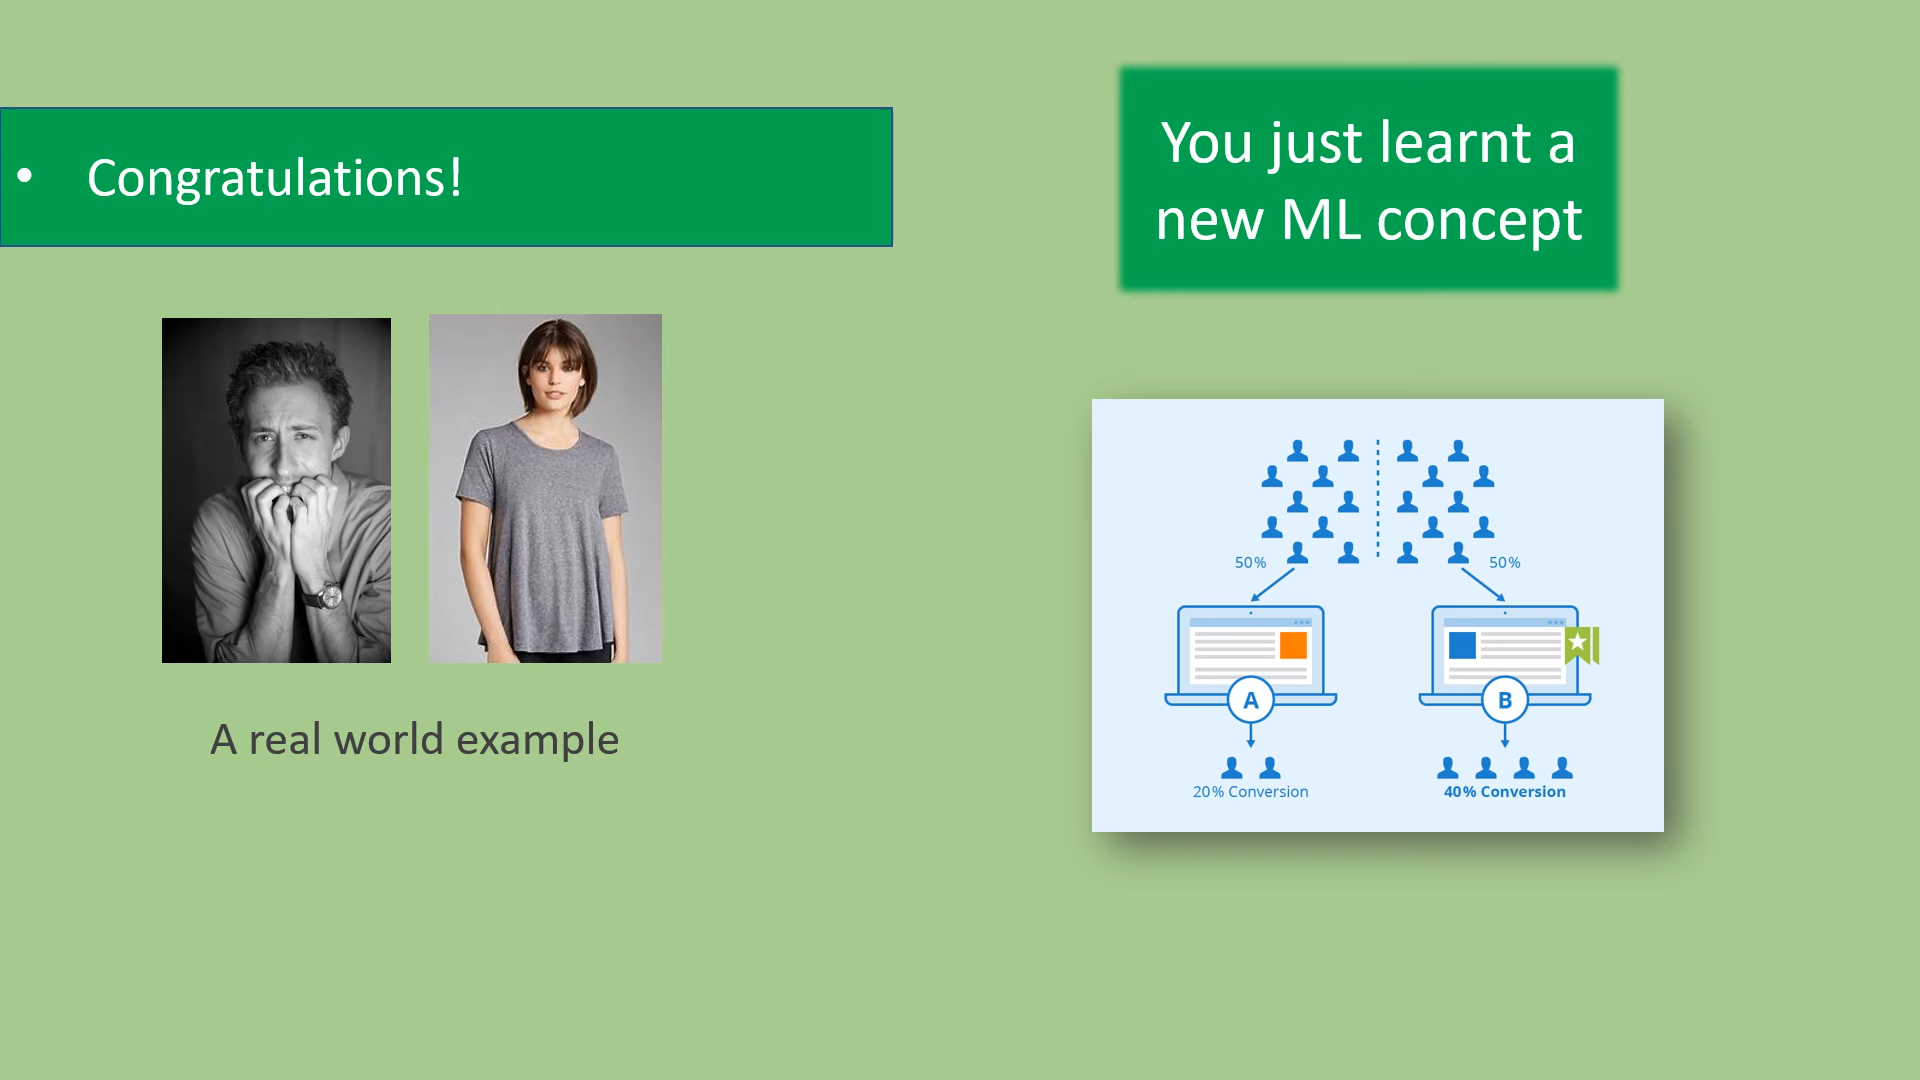 • Congratulations!
You just learnt a
new ML concept
A real world example
50%
50%
A
B
20% Conversion
40% Conversion